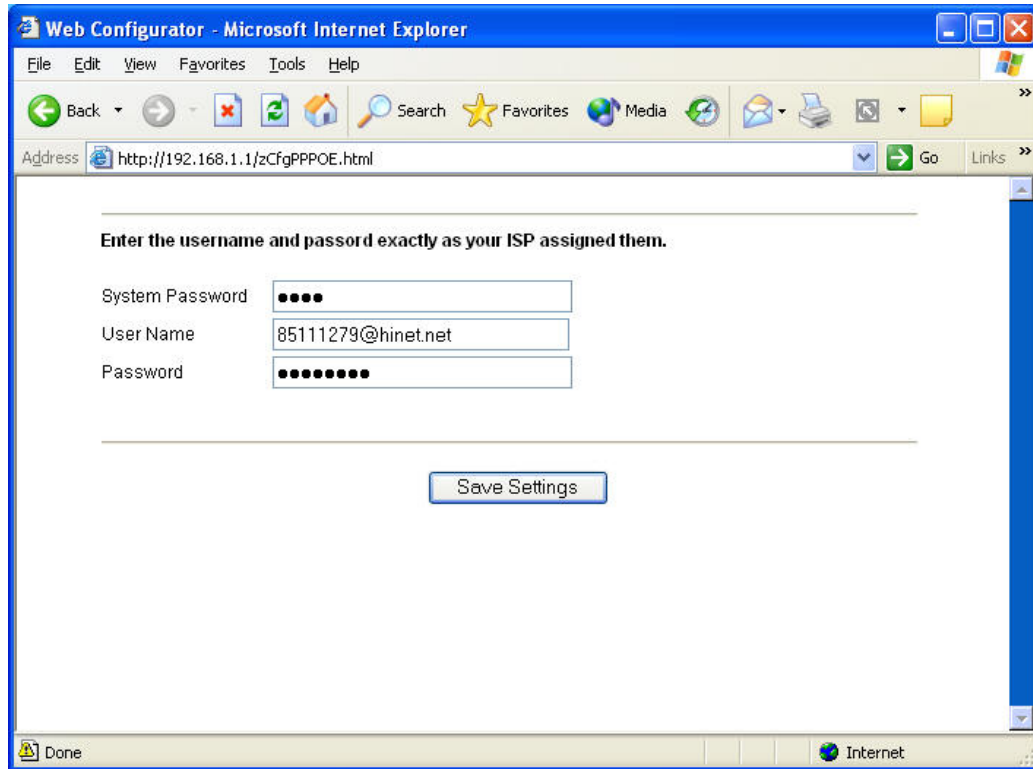 Web Configurator - Microsoft Internet Explorer
File Edit View Favorites Tools Help
Back Search Favorites Media
Address http://192.168.1.1/zCfgPPPOE.html Go Links
Enter the username and passord exactly as your ISP assigned them.
System Password ●●●●
User Name 85111279@hinet.net
Password ●●●●●●●●
Save Settings
Done Internet